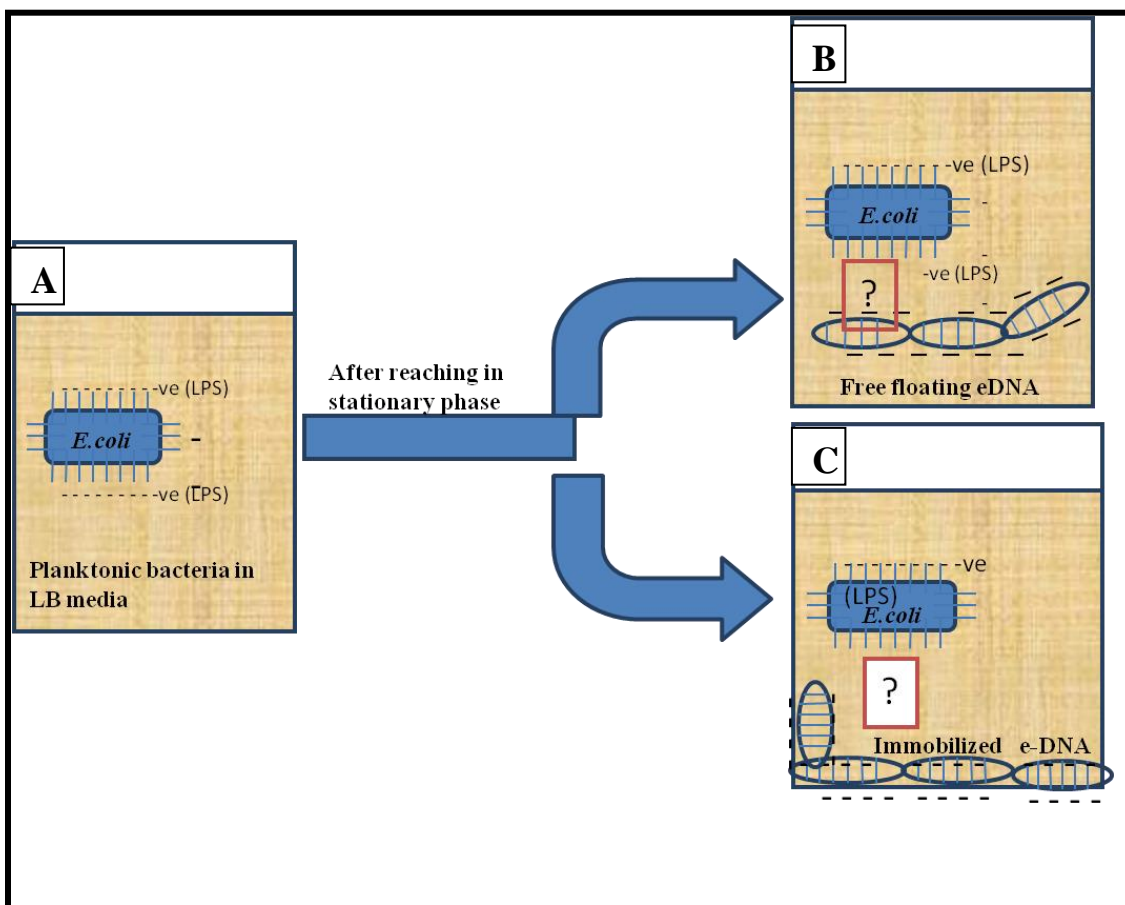 A
-ve (LPS)
E.coli
-ve (LPS)
Planktonic bacteria in
LB media
After reaching in
stationary phase
B
-ve (LPS)
E.coli
-ve (LPS)
?
Free floating eDNA
C
-ve
(LPS)
E.coli
?
Immobilized e-DNA